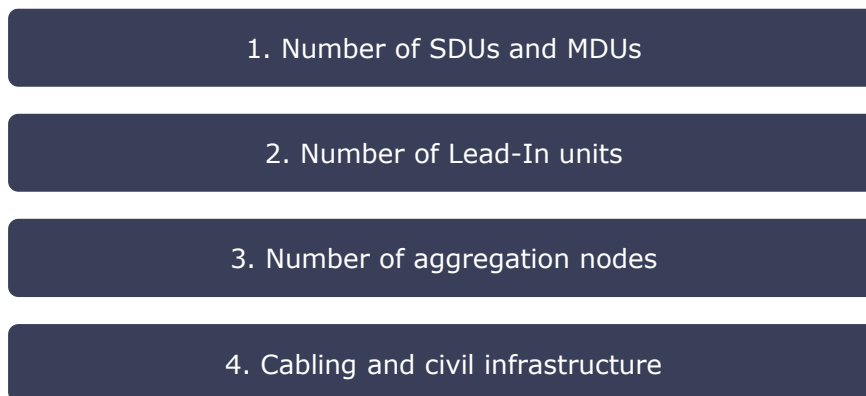 1. Number of SDUs and MDUs
2. Number of Lead-In units
3. Number of aggregation nodes
4. Cabling and civil infrastructure